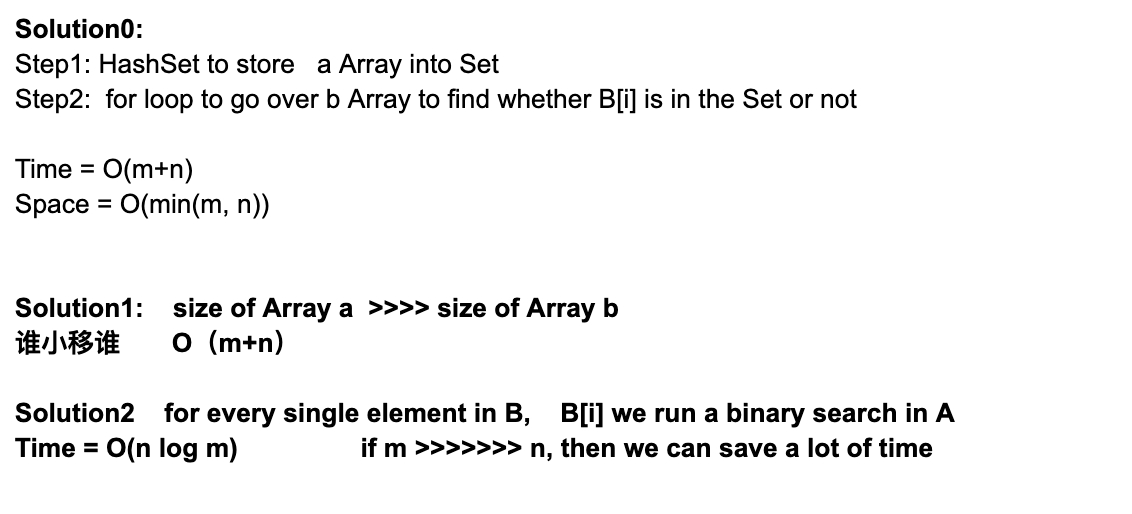 Solution0:
Step1: HashSet to store   a Array into Set
Step2:  for loop to go over b Array to find whether B[i] is in the Set or not
Time = O(m+n)
Space = O(min(m, n))
Solution1:    size of Array a  >>>> size of Array b
谁小移谁       O（m+n）
Solution2    for every single element in B,    B[i] we run a binary search in A
Time = O(n log m)                 if m >>>>>>> n, then we can save a lot of time